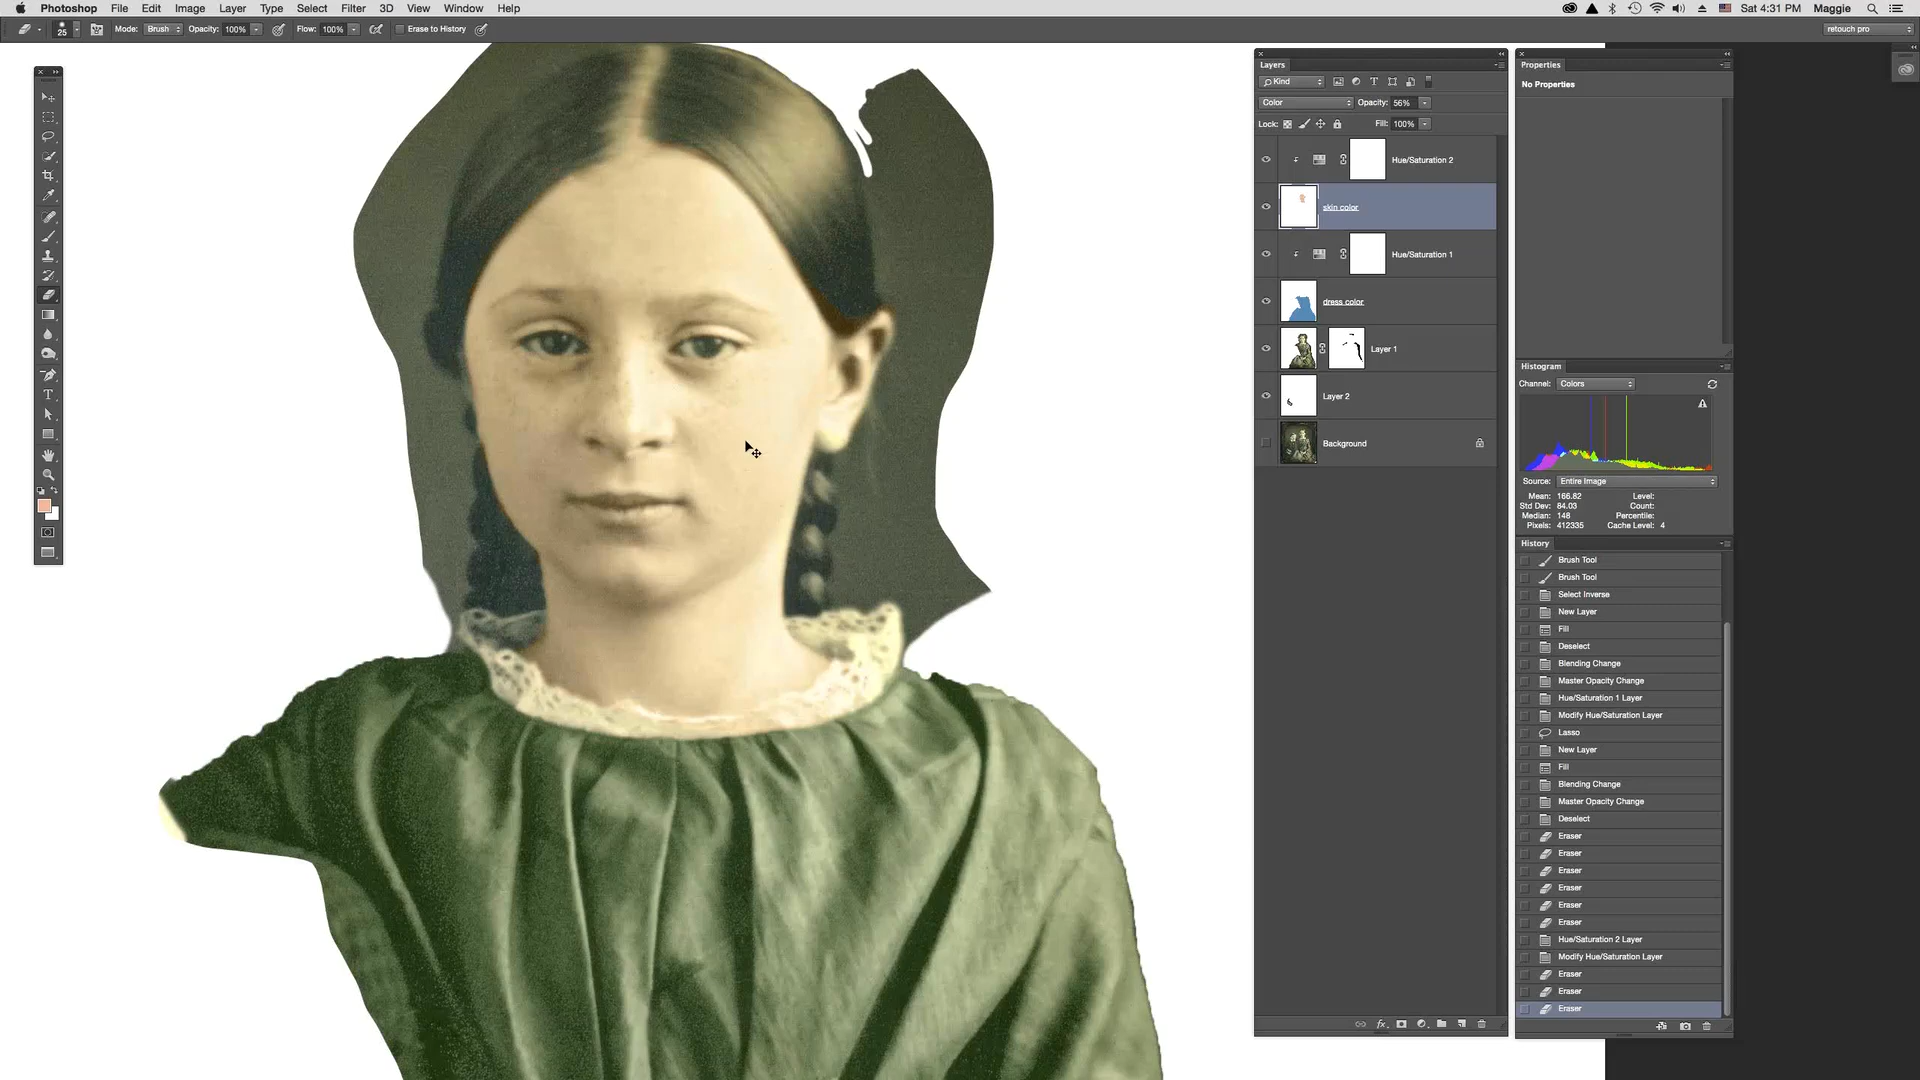 Photoshop File Edit Image Layer Type Select Filter 3D View Window Help Sat 4:31 PM Maggie
25 Mode: Brush Opacity: 100% Flow: 100% Erase to History retouch pro
Layers
Kind
Color Opacity: 56%
Lock: Fill: 100%
Hue/Saturation 2
skin color
Hue/Saturation 1
dress color
Layer 1
Layer 2
Background
Properties
No Properties
Histogram
Channel: Colors
Source: Entire Image
Mean: 166.82 Level:
Std Dev: 84.03 Count:
Median: 148 Percentile:
Pixels: 412335 Cache Level: 4
History
Brush Tool
Brush Tool
Select Inverse
New Layer
Fill
Deselect
Blending Change
Master Opacity Change
Hue/Saturation 1 Layer
Modify Hue/Saturation Layer
Lasso
New Layer
Fill
Blending Change
Master Opacity Change
Deselect
Eraser
Eraser
Eraser
Eraser
Eraser
Eraser
Hue/Saturation 2 Layer
Modify Hue/Saturation Layer
Eraser
Eraser
Eraser